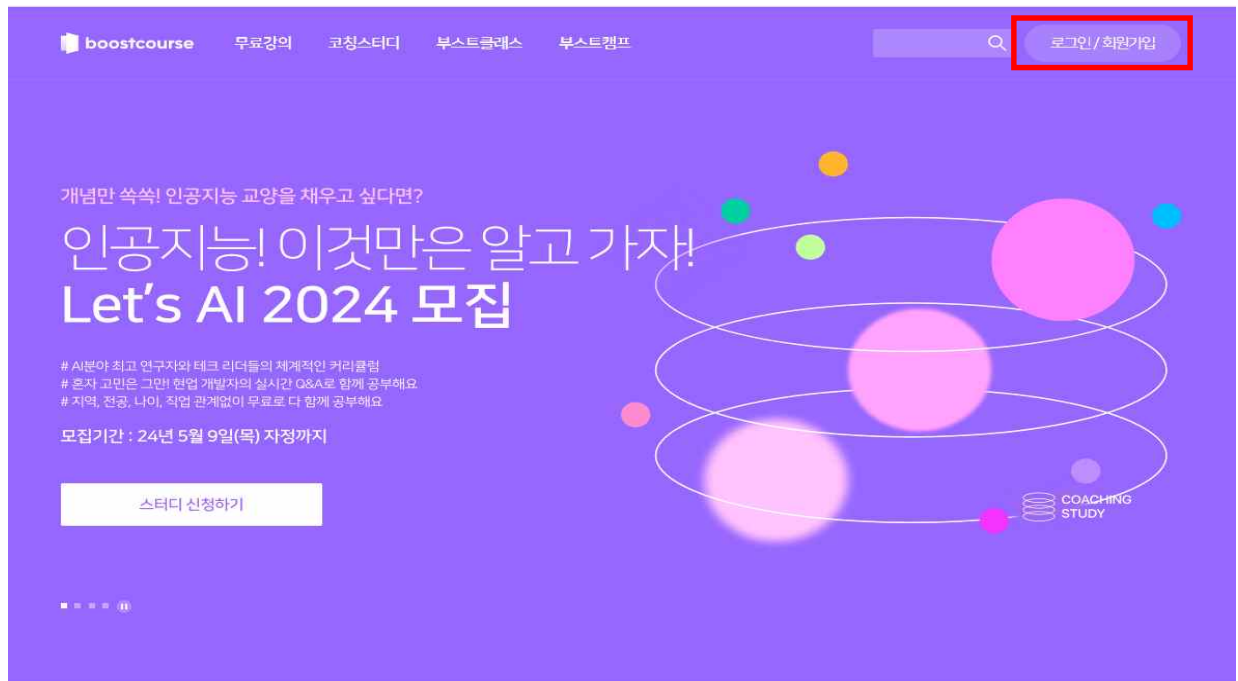 boostcourse 무료강의 코칭스터디 부스트클래스 부스트캠프 로그인 / 회원가입
개념만 쏙쏙! 인공지능 교양을 채우고 싶다면?
인공지능! 이것만은 알고 가자!
Let's AI 2024 모집
# AI분야 최고 연구자와 테크 리더들의 체계적인 커리큘럼
# 혼자 고민은 그만! 현업 개발자의 실시간 Q&A로 함께 공부해요
# 지역, 전공, 나이, 직업 관계없이 무료로 다 함께 공부해요
모집기간 : 24년 5월 9일(목) 자정까지
스터디 신청하기
COACHING
STUDY